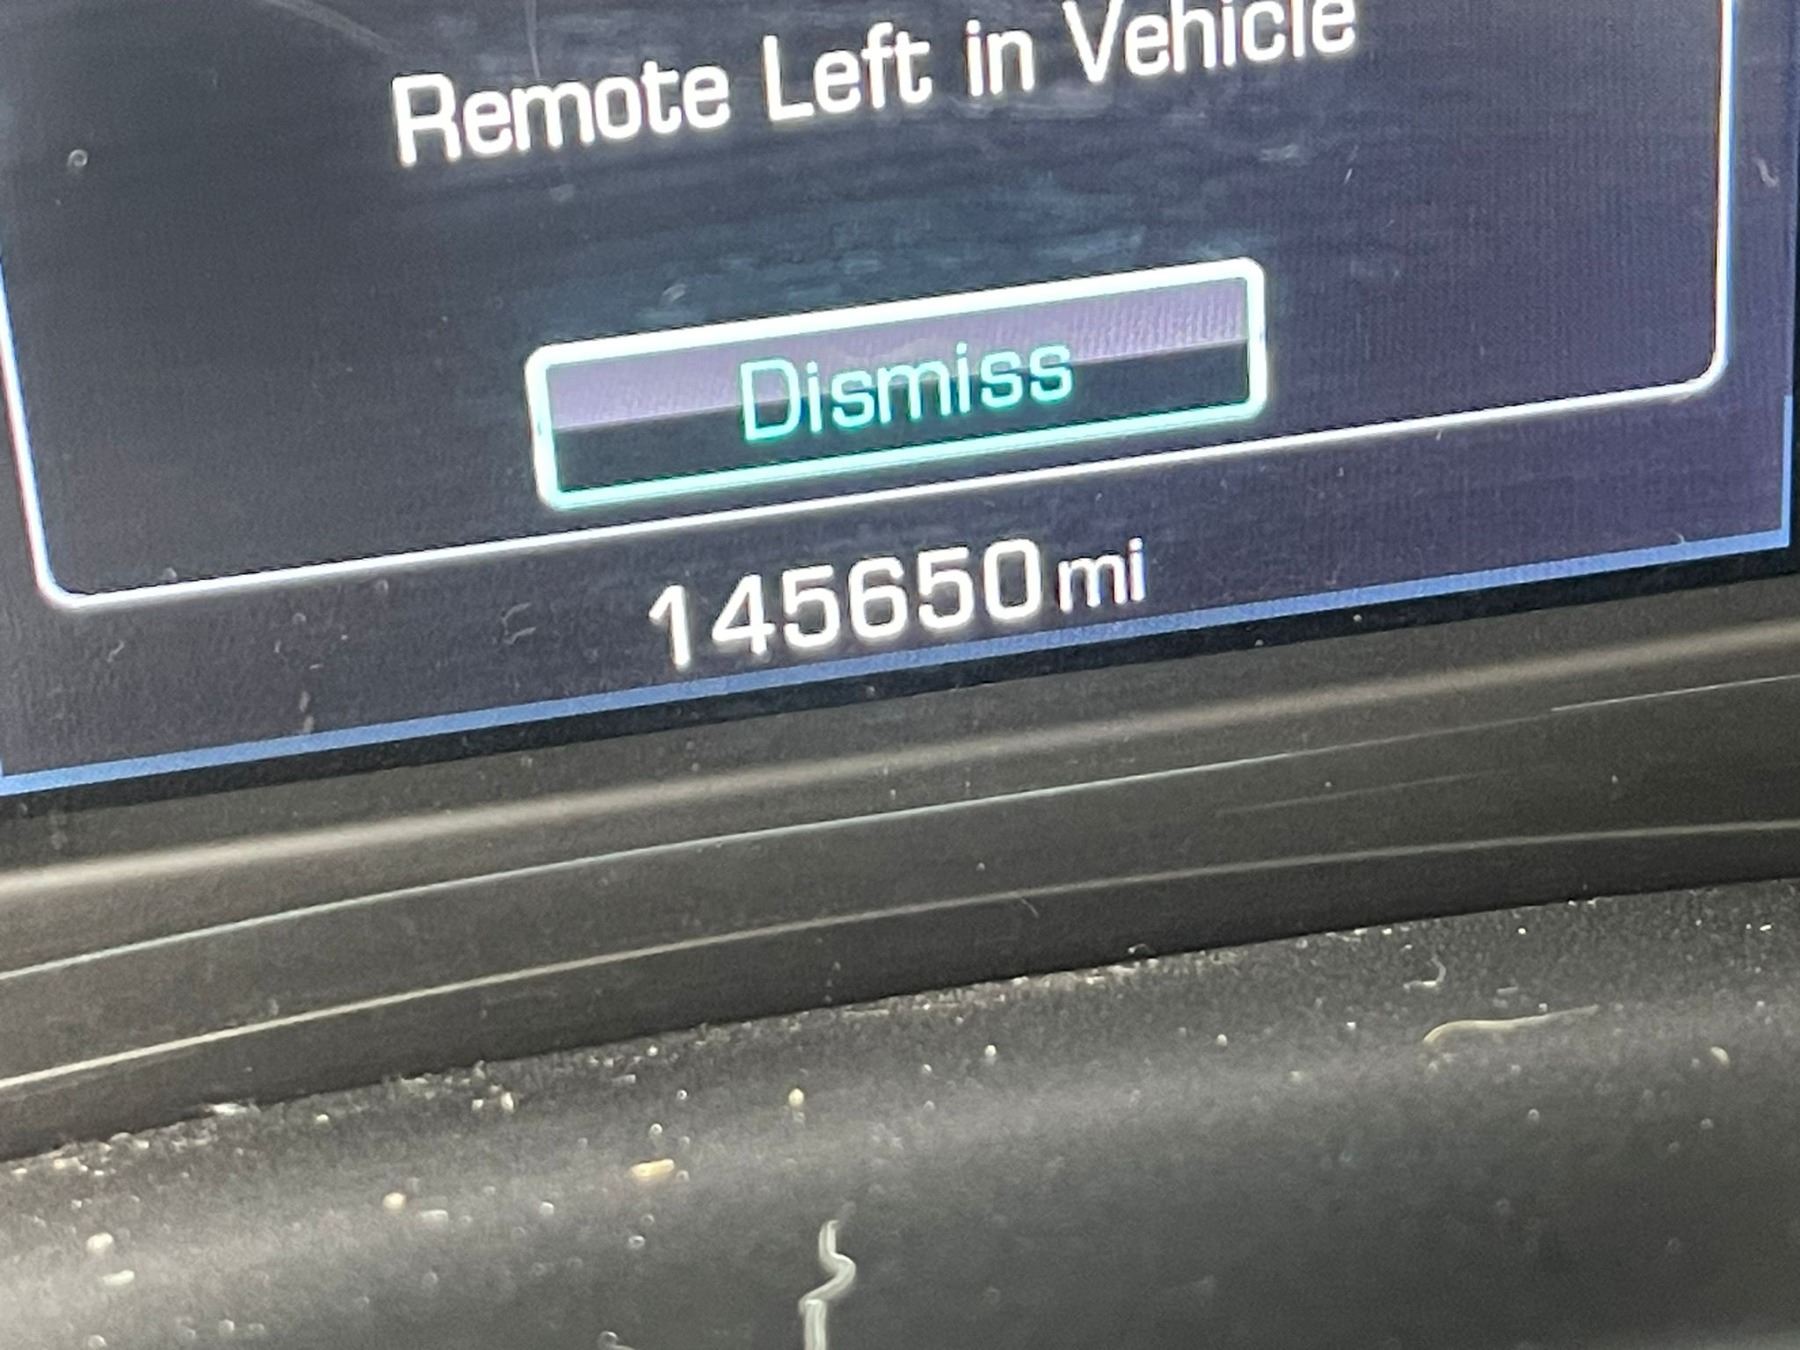 Remote Left in Vehicle
Dismiss
145650 mi